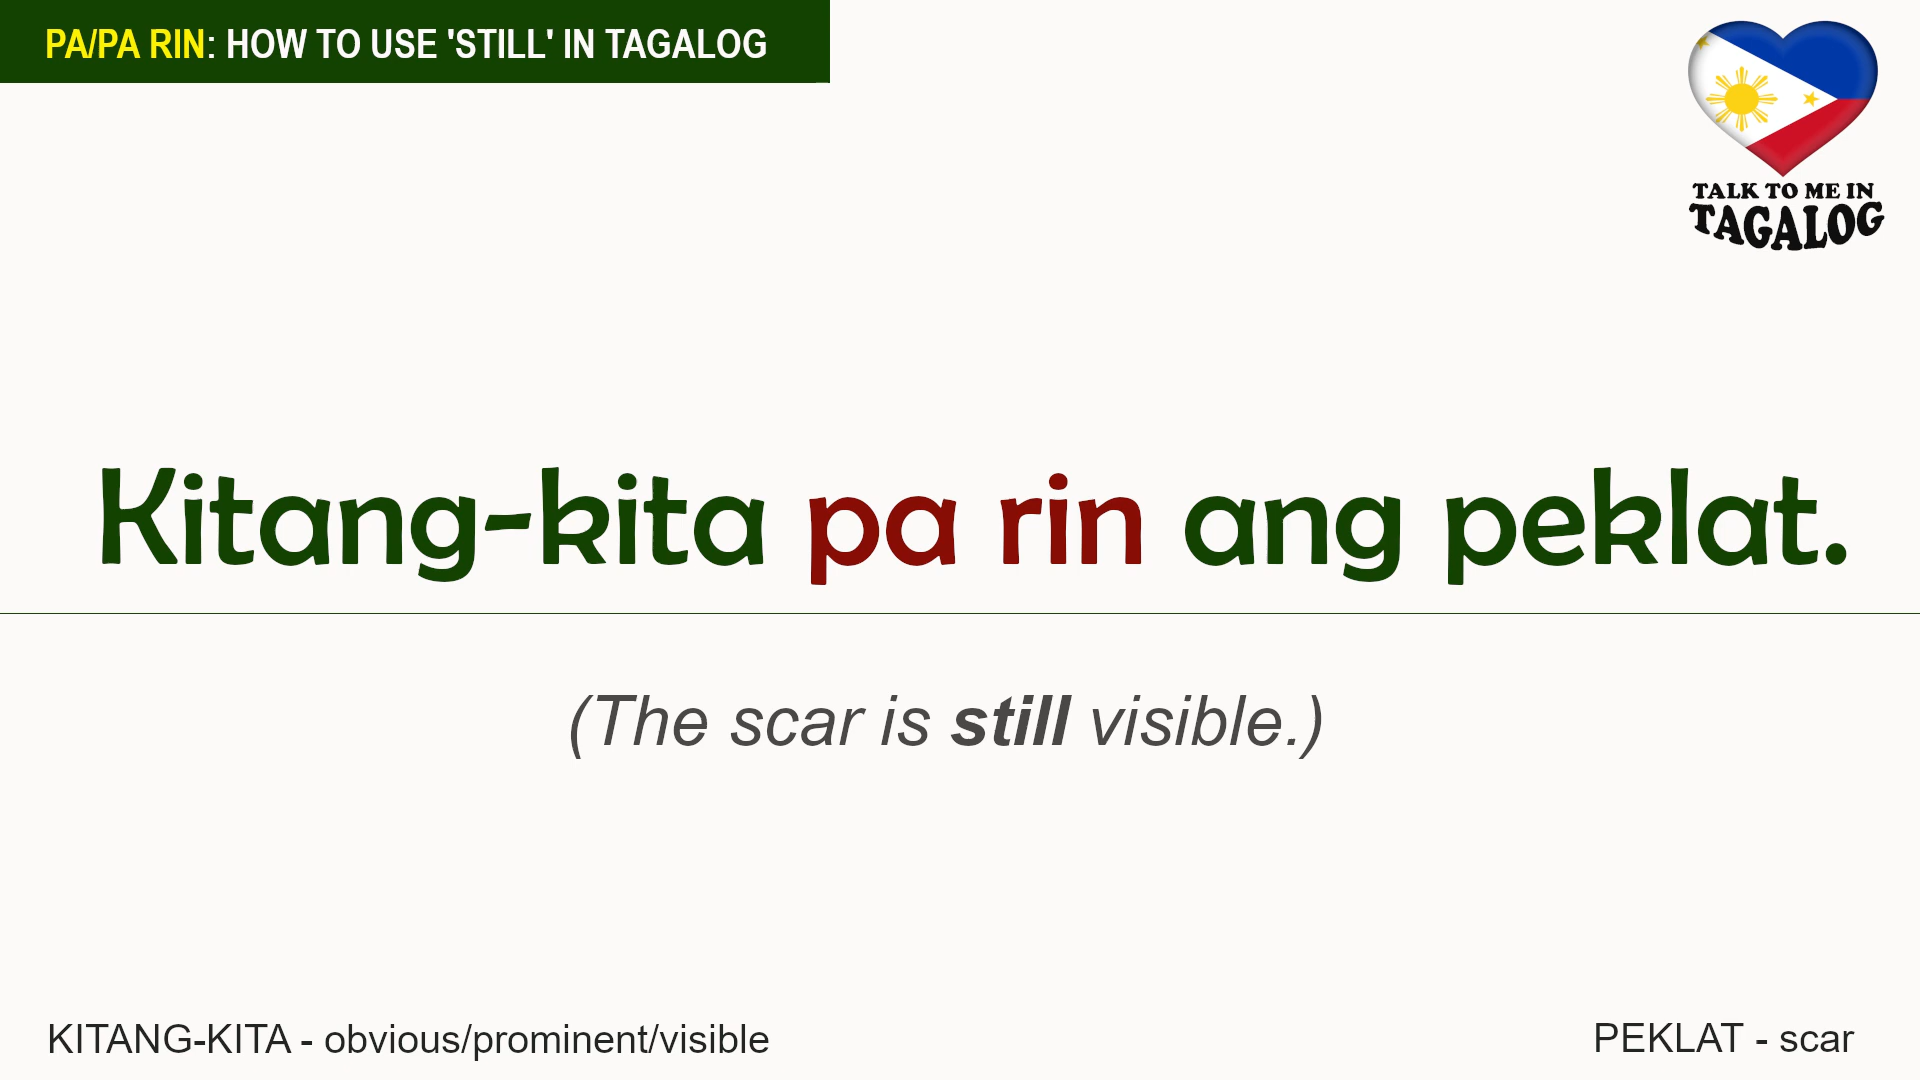 PA/PA RIN: HOW TO USE 'STILL' IN TAGALOG
TALK TO ME IN
TAGALOG
Kitang-kita pa rin ang peklat.
(The scar is still visible.)
KITANG-KITA - obvious/prominent/visible
PEKLAT - scar